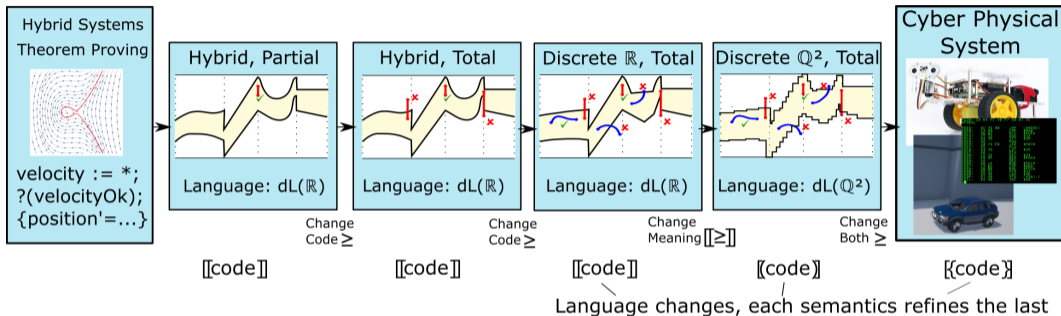 Hybrid Systems
Theorem Proving
velocity := *;
?(velocityOk);
{position'=...}
Hybrid, Partial
Language: dL(ℝ)
Change
Code ≥
Hybrid, Total
Language: dL(ℝ)
Change
Code ≥
Discrete ℝ, Total
Language: dL(ℝ)
Change
Meaning [[≥]]
Discrete ℚ², Total
Language: dL(ℚ²)
Change
Both ≥
Cyber Physical
System
[[code]]
[[code]]
[[code]]
⦅code⦆
[{code}]
Language changes, each semantics refines the last